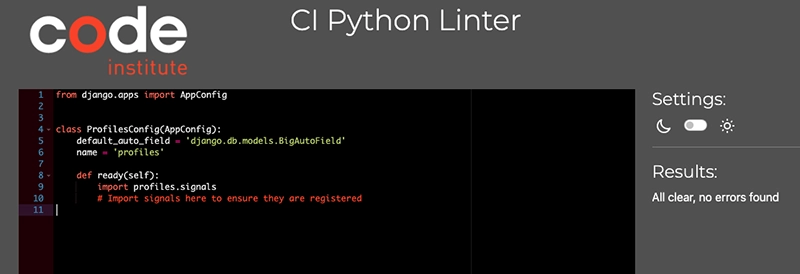 code
institute
CI Python Linter
1 from django.apps import AppConfig
2
3
4 class ProfilesConfig(AppConfig):
5     default_auto_field = 'django.db.models.BigAutoField'
6     name = 'profiles'
7
8     def ready(self):
9         import profiles.signals
10         # Import signals here to ensure they are registered
11
Settings:
Results:
All clear, no errors found